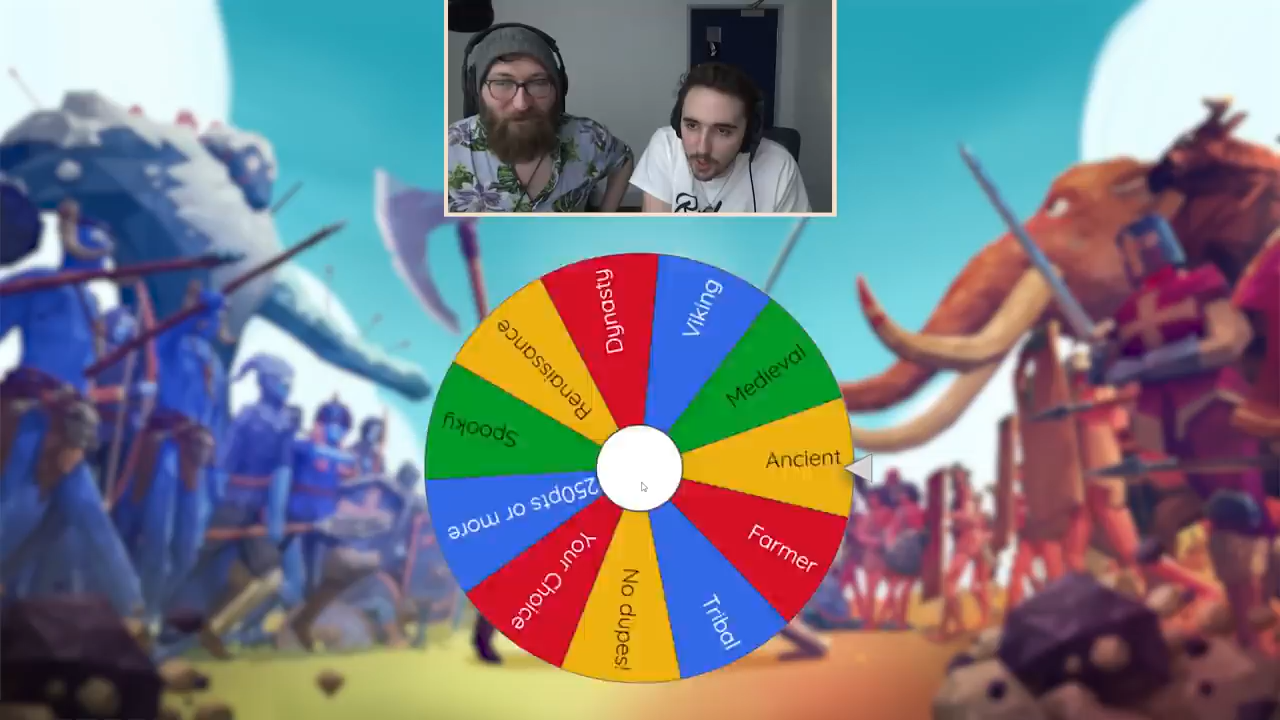 Dynasty
Viking
Medieval
Ancient
Farmer
Tribal
No dupes!
Your Choice
250pts or more
Spooky
Renaissance